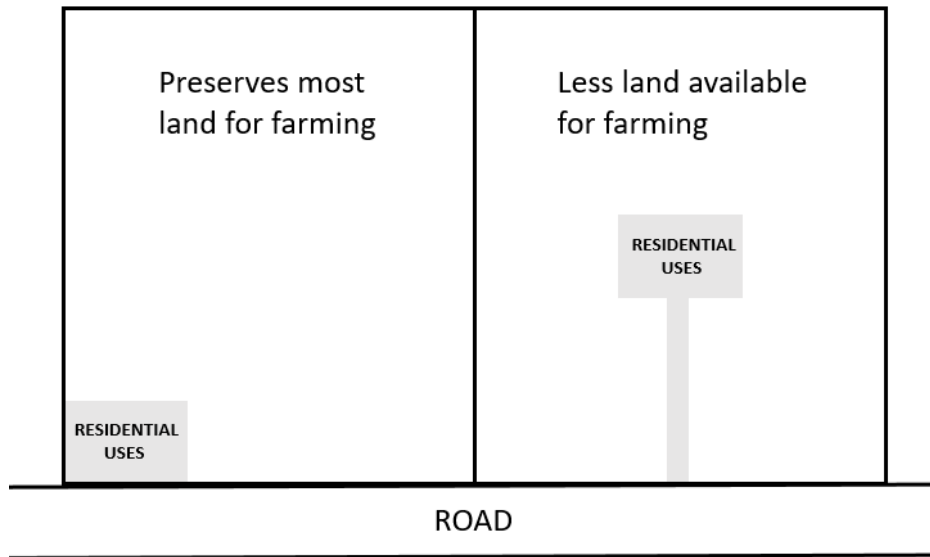 Preserves most
land for farming
Less land available
for farming
RESIDENTIAL
USES
RESIDENTIAL
USES
ROAD